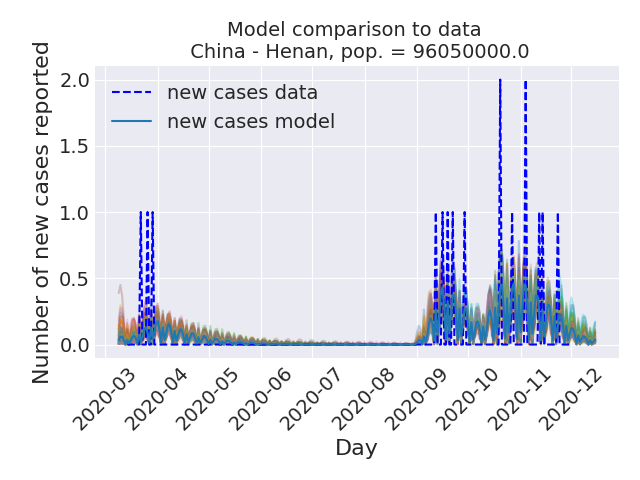 Model comparison to data
China - Henan, pop. = 96050000.0
new cases data
new cases model
Number of new cases reported
2.0
1.5
1.0
0.5
0.0
2020-03
2020-04
2020-05
2020-06
2020-07
2020-08
2020-09
2020-10
2020-11
2020-12
Day